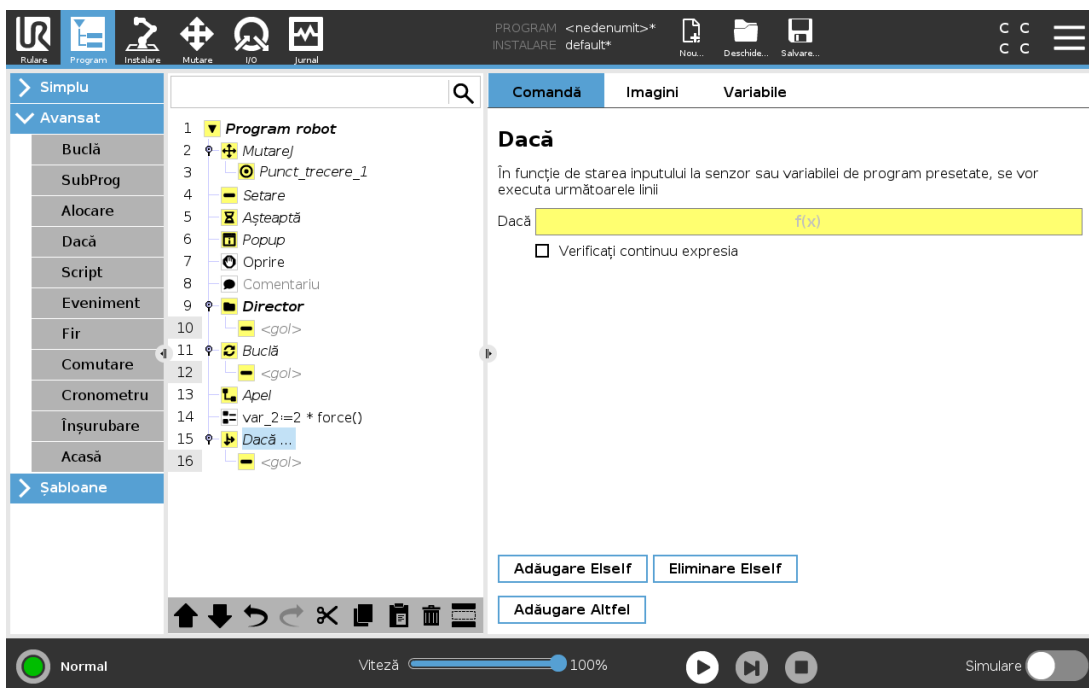 Rulare Program Instalare Mutare I/O Jurnal
PROGRAM <nedenumit>*
INSTALARE default*
Nou... Deschide... Salvare...
C C
C C
Simplu
Avansat
Buclă
SubProg
Alocare
Dacă
Script
Eveniment
Fir
Comutare
Cronometru
Înșurubare
Acasă
Șabloane
1 Program robot
2 MutareJ
3 Punct_trecere_1
4 Setare
5 Așteaptă
6 Popup
7 Oprire
8 Comentariu
9 Director
10 <gol>
11 Buclă
12 <gol>
13 Apel
14 var_2:=2 * force()
15 Dacă ...
16 <gol>
Comandă Imagini Variabile
Dacă
În funcție de starea inputului la senzor sau variabilei de program presetate, se vor
executa următoarele linii
Dacă f(x)
Verificați continuu expresia
Adăugare ElseIf Eliminare ElseIf
Adăugare Altfel
Normal
Viteză 100%
Simulare